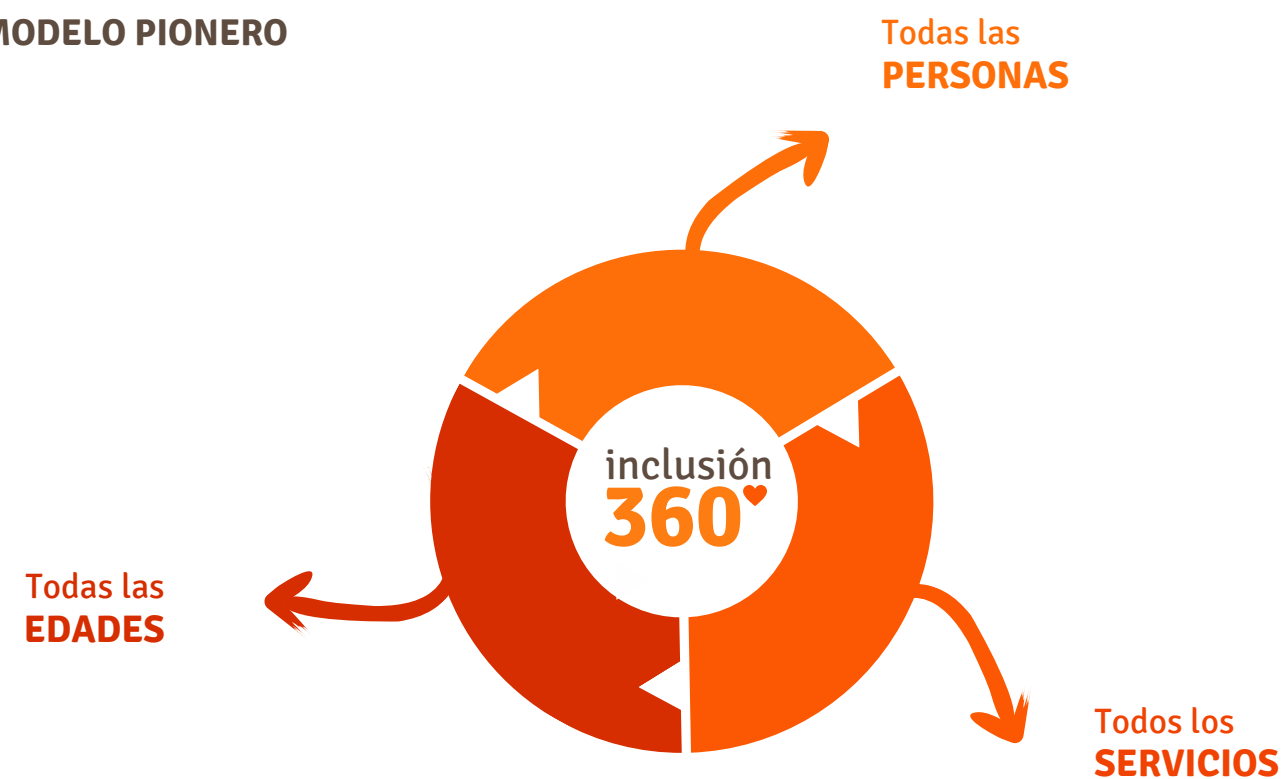 MODELO PIONERO
Todas las
PERSONAS
inclusión
360
Todas las
EDADES
Todos los
SERVICIOS